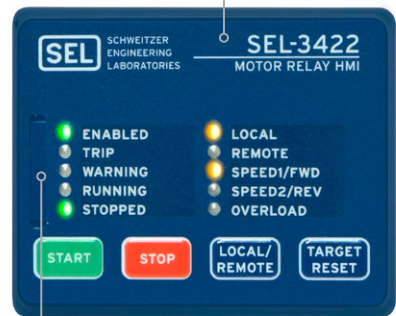 SEL
SCHWEITZER
ENGINEERING
LABORATORIES
SEL-3422
MOTOR RELAY HMI
ENABLED
TRIP
WARNING
RUNNING
STOPPED
LOCAL
REMOTE
SPEED1/FWD
SPEED2/REV
OVERLOAD
START
STOP
LOCAL/
REMOTE
TARGET
RESET